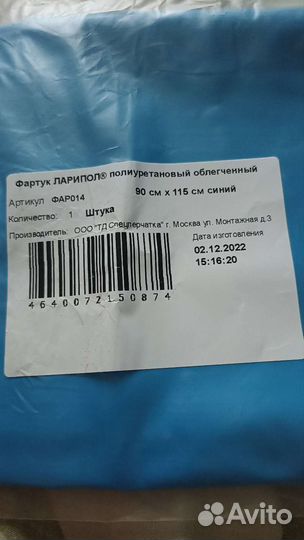 Фартук ЛАРИПОЛ® полиуретановый облегченный
90 см х 115 см синий
Артикул ФАР014
Количество: 1 Штука
Производитель: ООО "ТД Спецперчатка" г. Москва ул. Монтажная д.3
Дата изготовления
02.12.2022
15:16:20
4640072150874
Avito